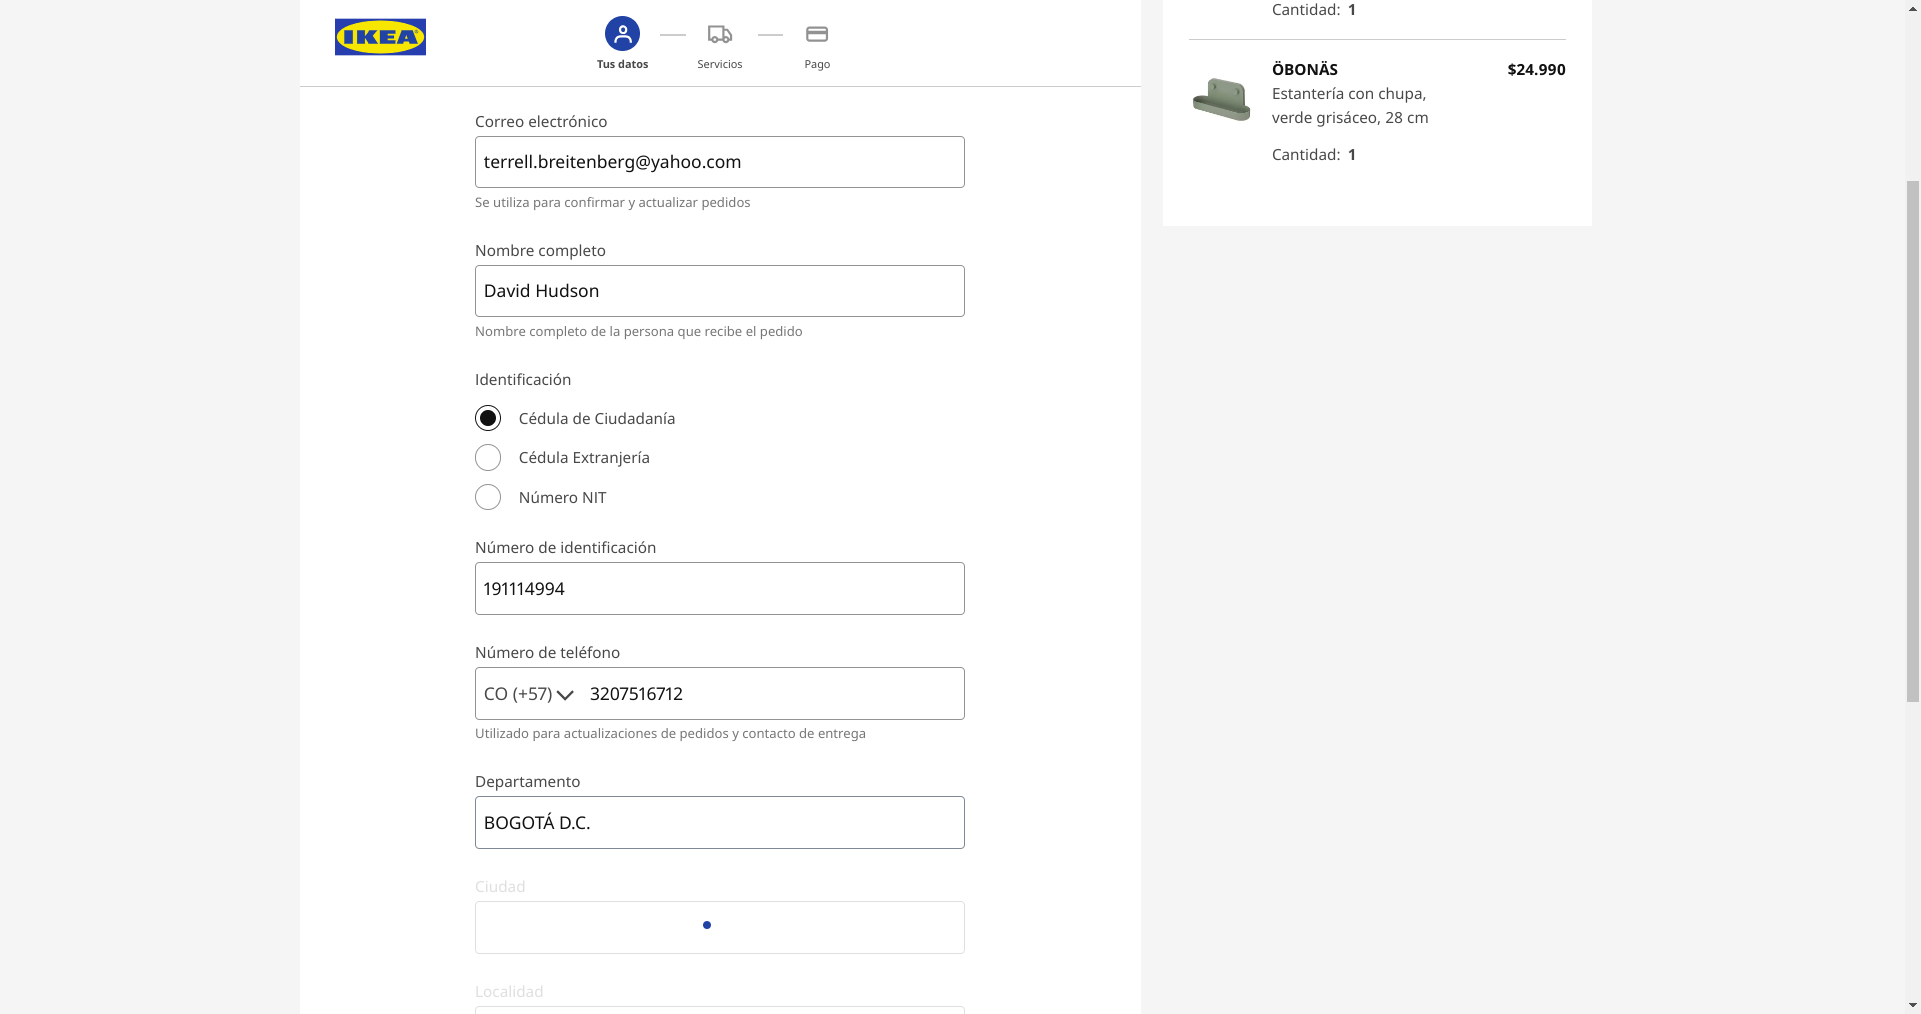 IKEA
Tus datos
Servicios
Pago
Correo electrónico
terrell.breitenberg@yahoo.com
Se utiliza para confirmar y actualizar pedidos
Nombre completo
David Hudson
Nombre completo de la persona que recibe el pedido
Identificación
Cédula de Ciudadanía
Cédula Extranjería
Número NIT
Número de identificación
191114994
Número de teléfono
CO (+57) 3207516712
Utilizado para actualizaciones de pedidos y contacto de entrega
Departamento
BOGOTÁ D.C.
Ciudad
Localidad
Cantidad: 1
ÖBONÄS $24.990
Estantería con chupa,
verde grisáceo, 28 cm
Cantidad: 1